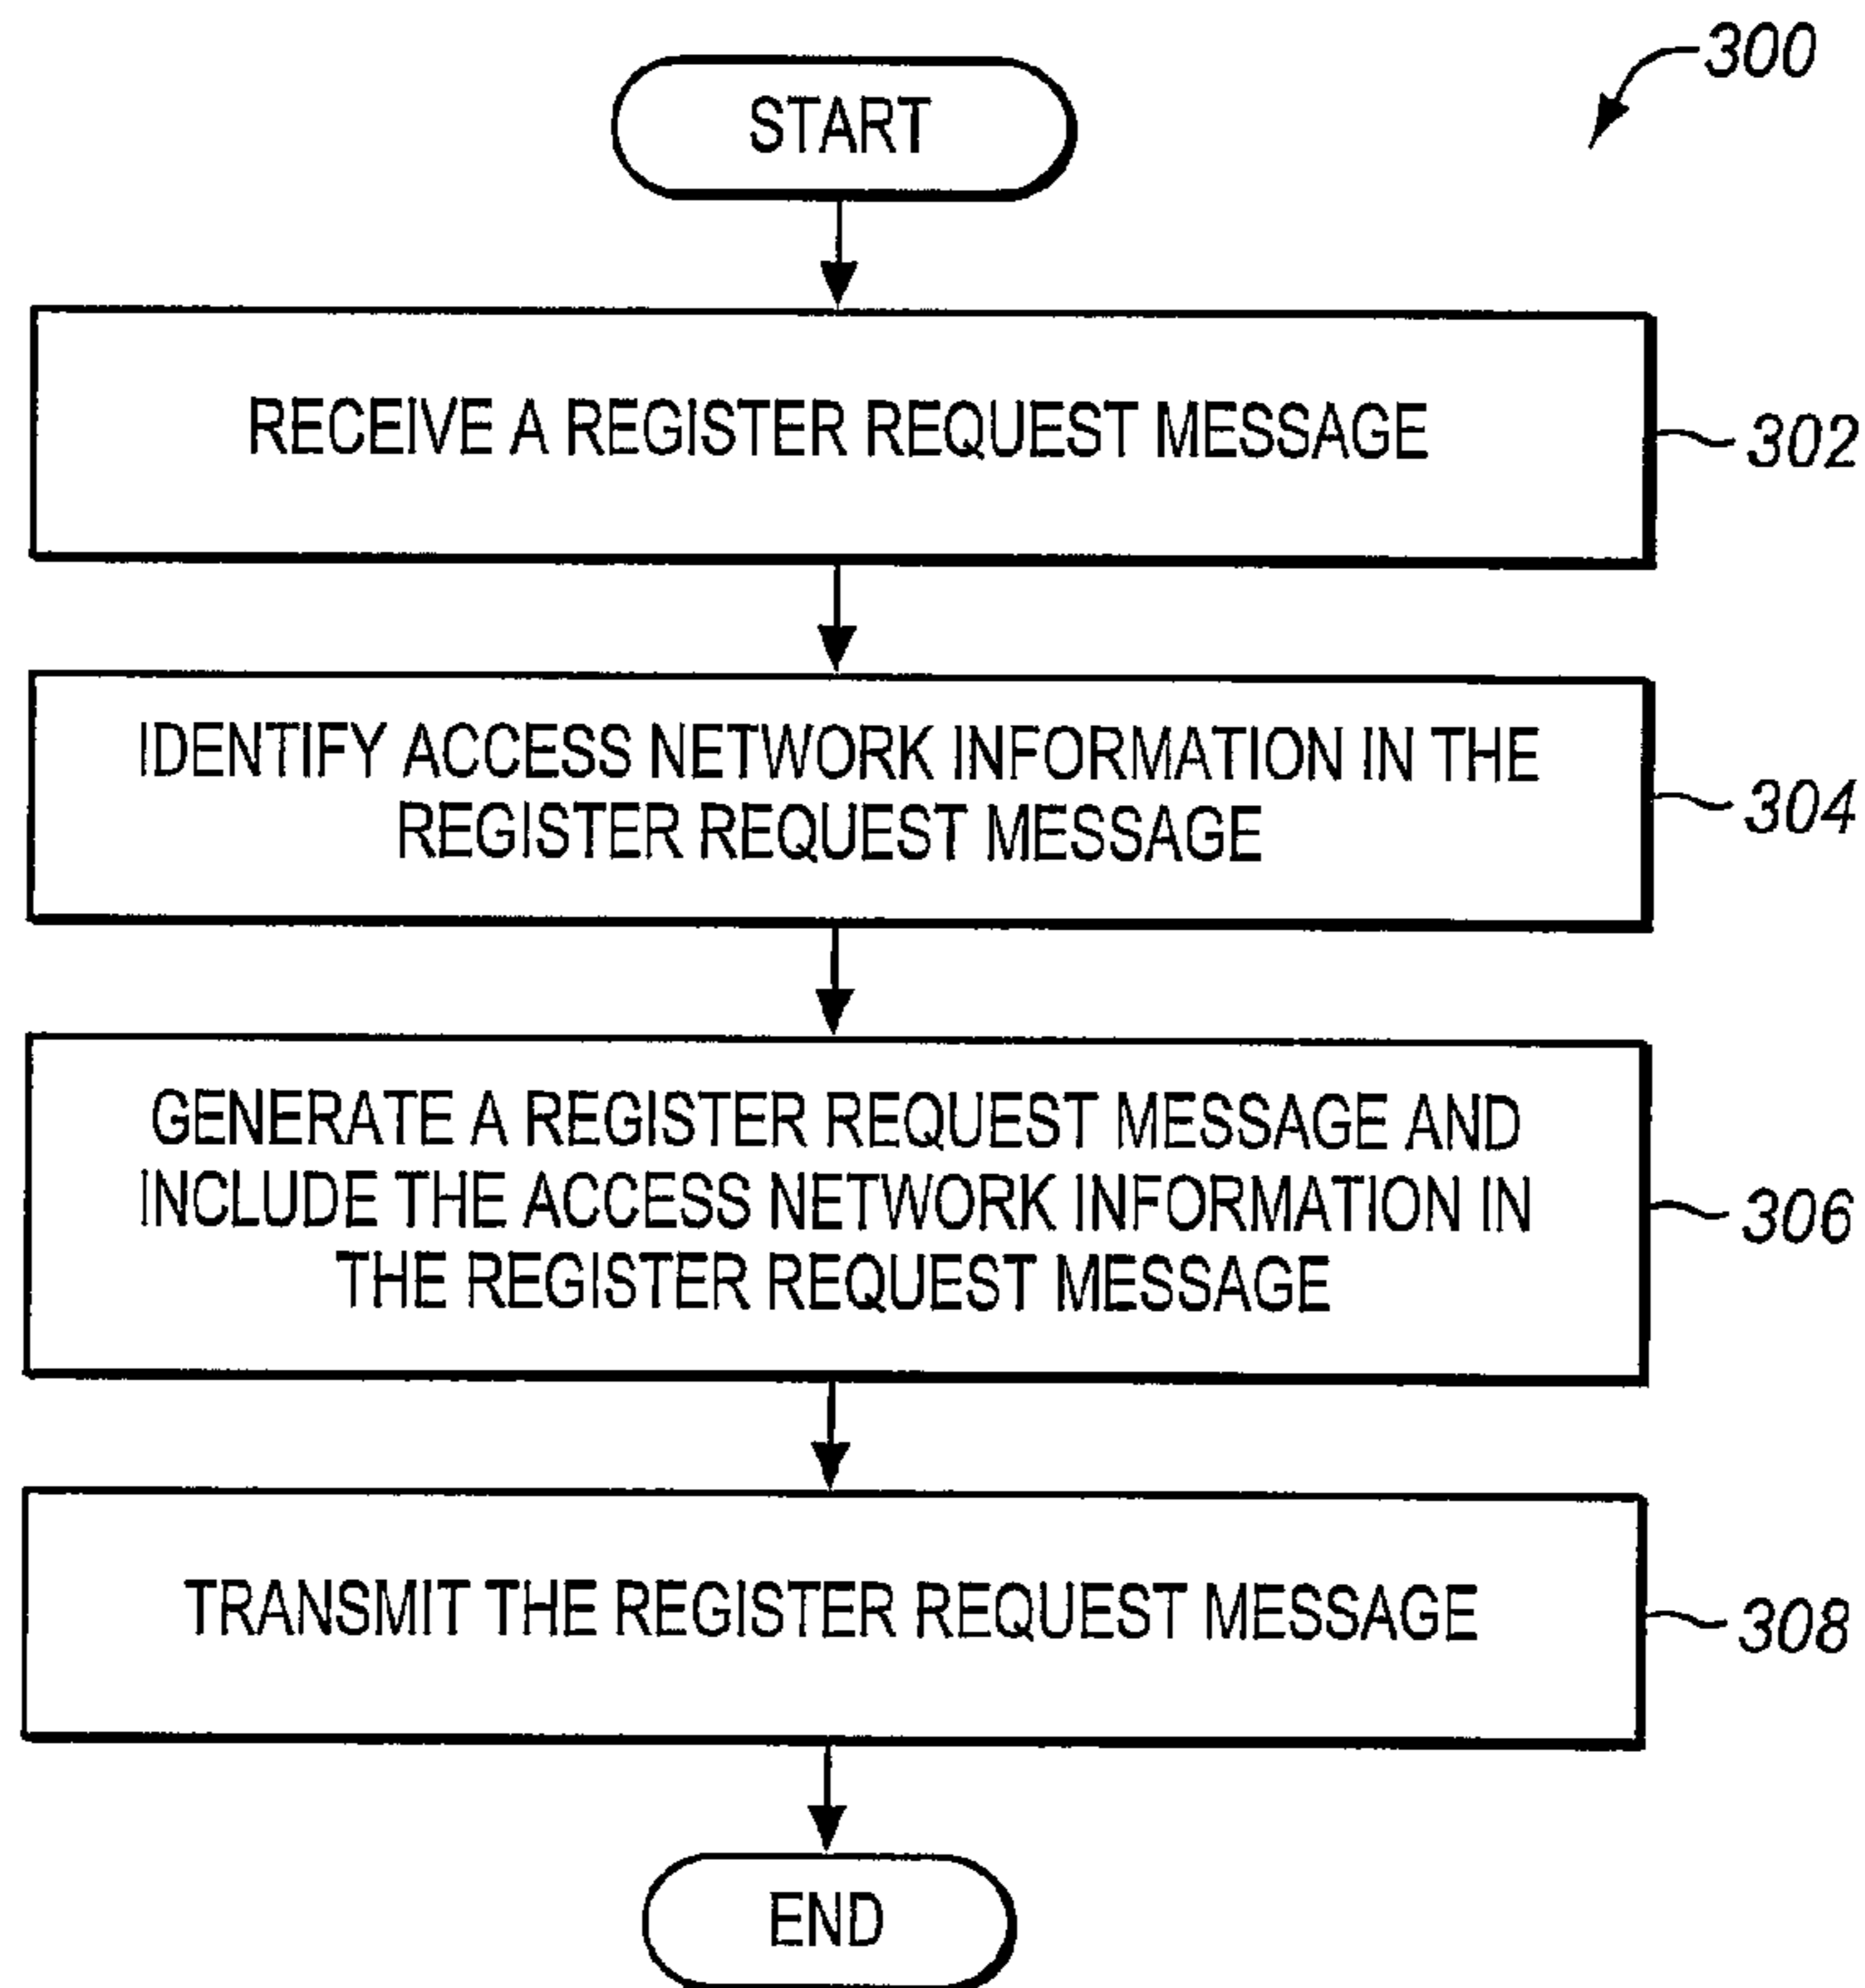 300
START
RECEIVE A REGISTER REQUEST MESSAGE
302
IDENTIFY ACCESS NETWORK INFORMATION IN THE
REGISTER REQUEST MESSAGE
304
GENERATE A REGISTER REQUEST MESSAGE AND
INCLUDE THE ACCESS NETWORK INFORMATION IN
THE REGISTER REQUEST MESSAGE
306
TRANSMIT THE REGISTER REQUEST MESSAGE
308
END